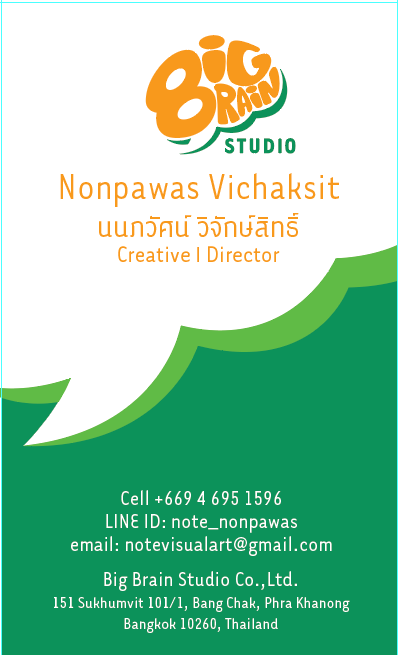 BiG
BRAiN
STUDIO
Nonpawas Vichaksit
นนภวัศน์ วิจักษ์สิทธิ์
Creative I Director
Cell +669 4 695 1596
LINE ID: note_nonpawas
email: notevisualart@gmail.com
Big Brain Studio Co.,Ltd.
151 Sukhumvit 101/1, Bang Chak, Phra Khanong
Bangkok 10260, Thailand